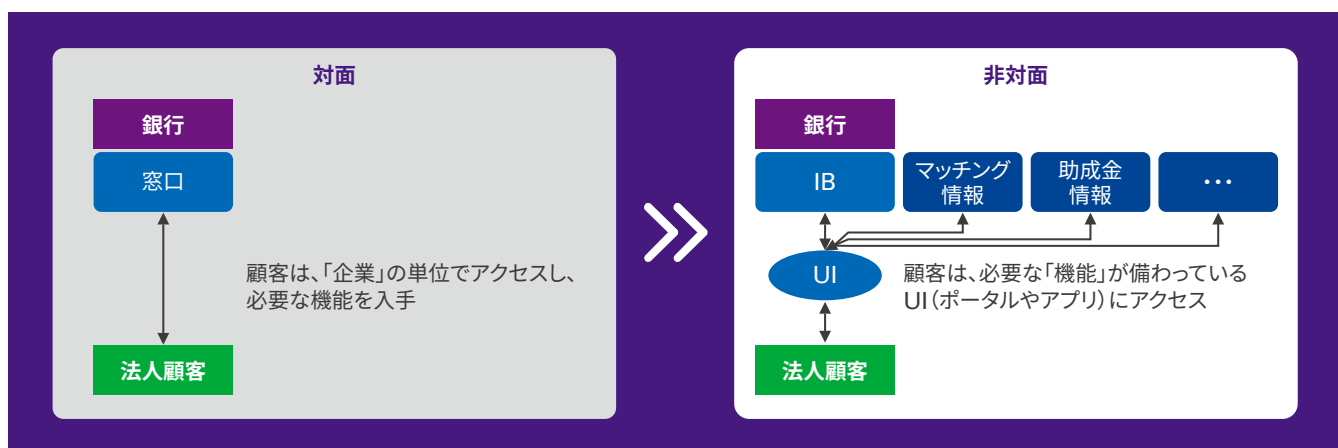 対面
銀行
窓口
顧客は、「企業」の単位でアクセスし、
必要な機能を入手
法人顧客
非対面
銀行
IB
マッチング
情報
助成金
情報
・・・
UI
顧客は、必要な「機能」が備わっている
UI（ポータルやアプリ）にアクセス
法人顧客